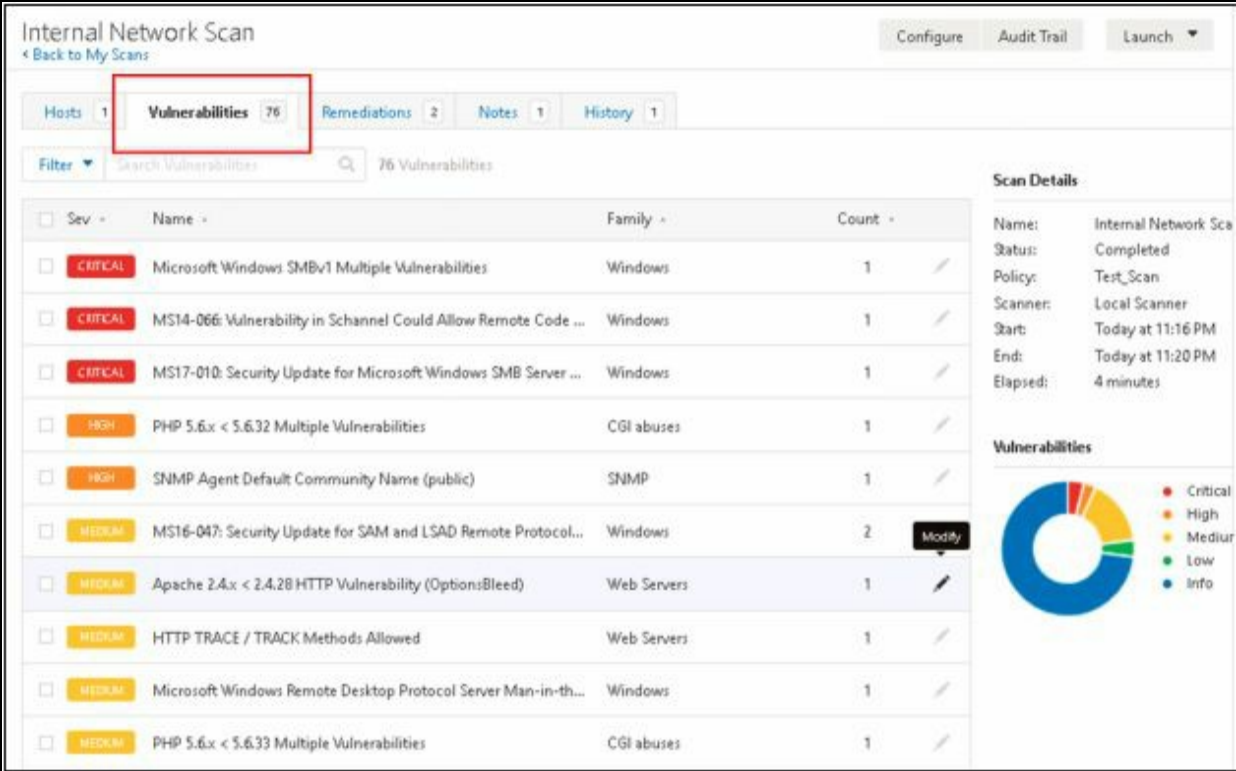 Internal Network Scan
Configure Audit Trail Launch
Back to My Scans
Hosts 1 Vulnerabilities 76 Remediations 2 Notes 1 History 1
Filter Search Vulnerabilities 76 Vulnerabilities
Scan Details
Sev Name Family Count
Name: Internal Network Sca
CRITICAL Microsoft Windows SMBv1 Multiple Vulnerabilities Windows 1
Status: Completed
Policy: Test_Scan
Scanner: Local Scanner
CRITICAL MS14-066: Vulnerability in Schannel Could Allow Remote Code ... Windows 1
Start: Today at 11:16 PM
End: Today at 11:20 PM
CRITICAL MS17-010: Security Update for Microsoft Windows SMB Server ... Windows 1
Elapsed: 4 minutes
HIGH PHP 5.6.x < 5.6.32 Multiple Vulnerabilities CGI abuses 1
Vulnerabilities
HIGH SNMP Agent Default Community Name (public) SNMP 1
Critical
High
MEDIUM MS16-047: Security Update for SAM and LSAD Remote Protocol... Windows 2 Modify
Mediur
Low
Info
MEDIUM Apache 2.4.x < 2.4.28 HTTP Vulnerability (OptionsBleed) Web Servers 1
MEDIUM HTTP TRACE / TRACK Methods Allowed Web Servers 1
MEDIUM Microsoft Windows Remote Desktop Protocol Server Man-in-th... Windows 1
MEDIUM PHP 5.6.x < 5.6.33 Multiple Vulnerabilities CGI abuses 1